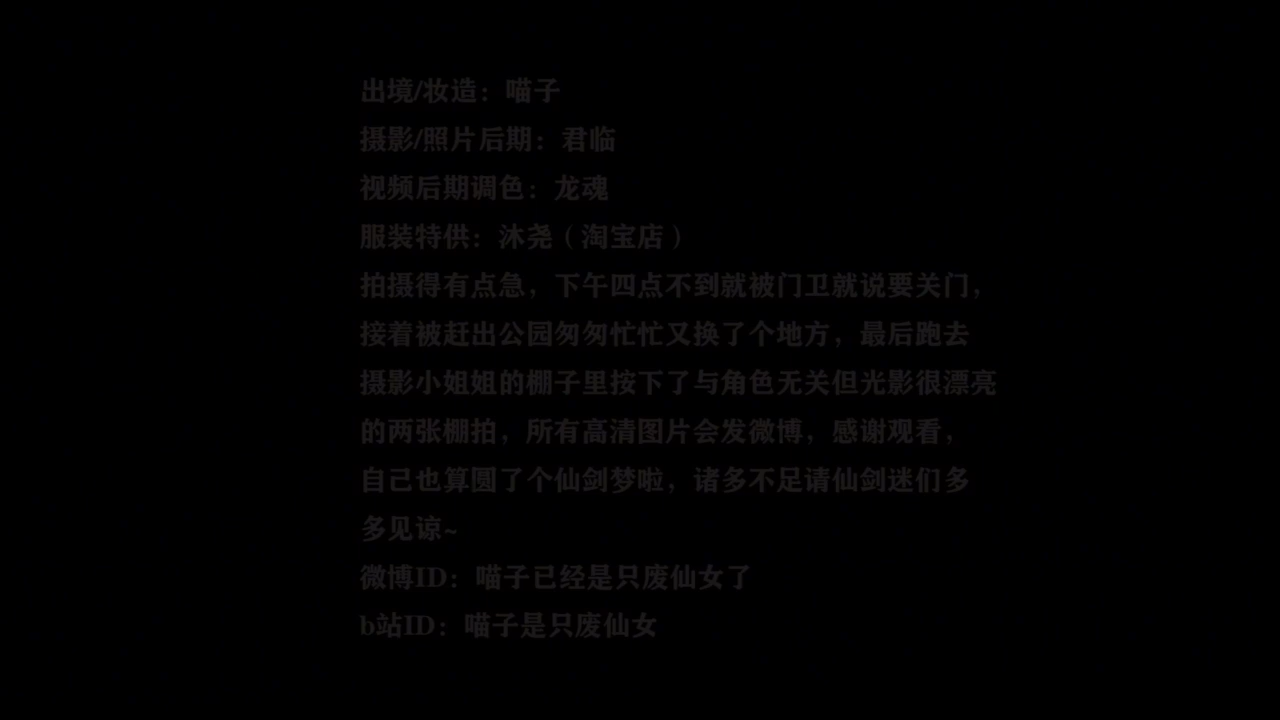 出境/妆造：喵子
摄影/照片后期：君临
视频后期调色：龙魂
服装特供：沐尧（淘宝店）
拍摄得有点急，下午四点不到就被门卫就说要关门，
接着被赶出公园匆匆忙忙又换了个地方，最后跑去
摄影小姐姐的棚子里按下了与角色无关但光影很漂亮
的两张棚拍，所有高清图片会发微博，感谢观看，
自己也算圆了个仙剑梦啦，诸多不足请仙剑迷们多
多见谅~
微博ID：喵子已经是只废仙女了
b站ID：喵子是只废仙女